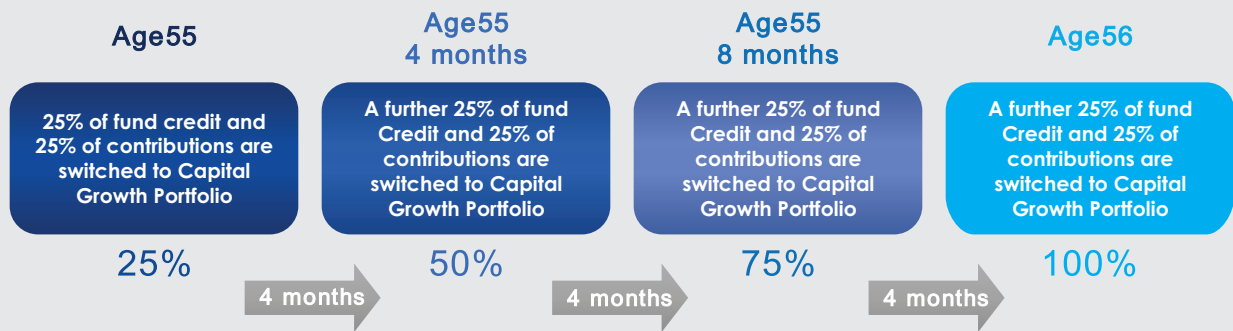 Age55
25% of fund credit and
25% of contributions are
switched to Capital
Growth Portfolio
25%
4 months
Age55
4 months
A further 25% of fund
Credit and 25% of
contributions are
switched to Capital
Growth Portfolio
50%
4 months
Age55
8 months
A further 25% of fund
Credit and 25% of
contributions are
switched to Capital
Growth Portfolio
75%
4 months
Age56
A further 25% of fund
Credit and 25% of
contributions are
switched to Capital
Growth Portfolio
100%